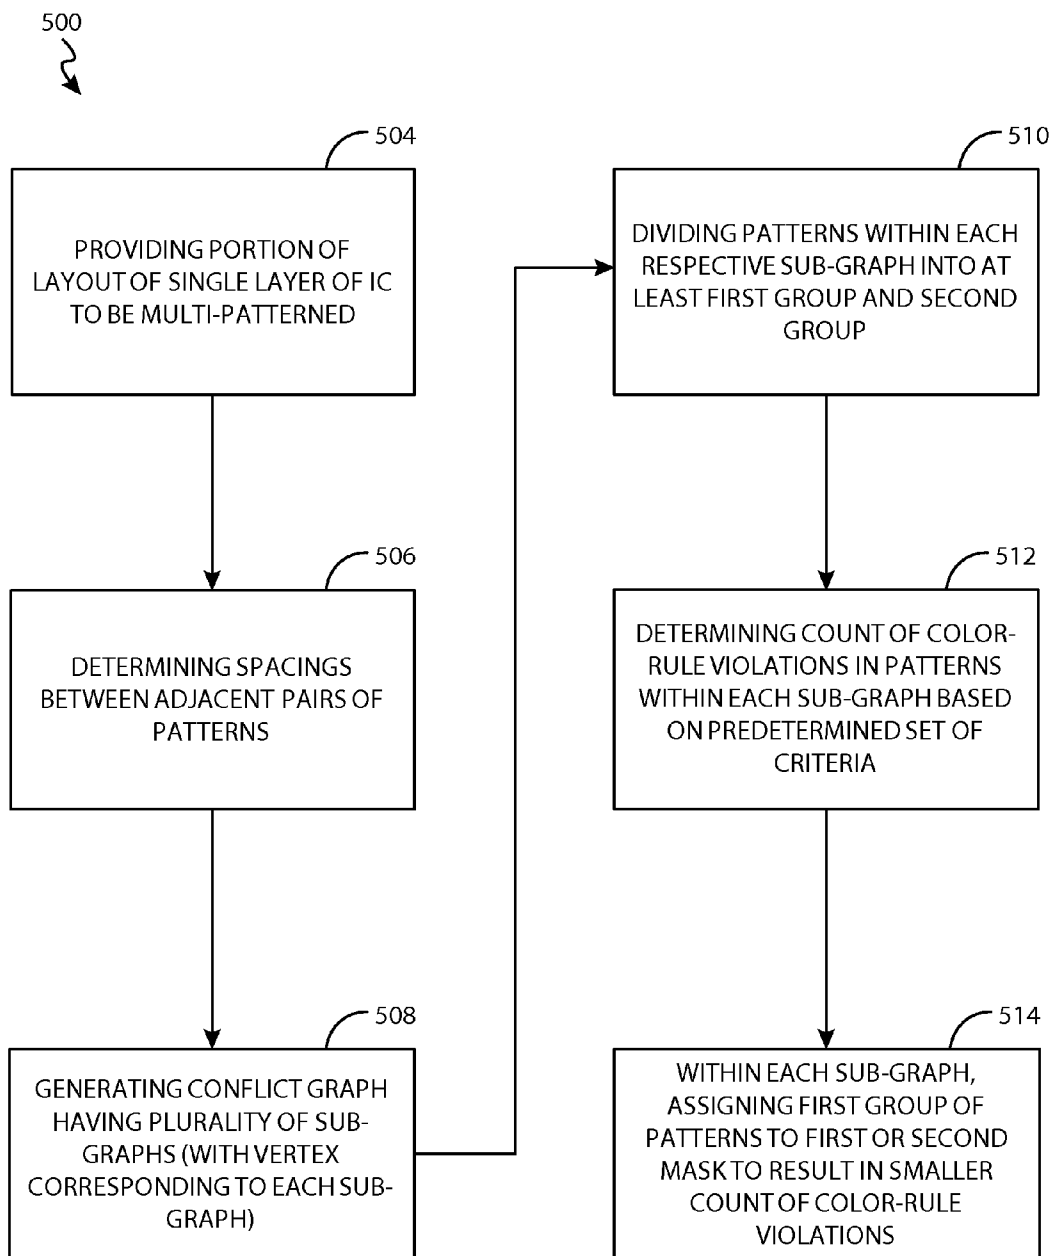 500
504
PROVIDING PORTION OF
LAYOUT OF SINGLE LAYER OF IC
TO BE MULTI-PATTERNED
506
DETERMINING SPACINGS
BETWEEN ADJACENT PAIRS OF
PATTERNS
508
GENERATING CONFLICT GRAPH
HAVING PLURALITY OF SUB-
GRAPHS (WITH VERTEX
CORRESPONDING TO EACH SUB-
GRAPH)
510
DIVIDING PATTERNS WITHIN EACH
RESPECTIVE SUB-GRAPH INTO AT
LEAST FIRST GROUP AND SECOND
GROUP
512
DETERMINING COUNT OF COLOR-
RULE VIOLATIONS IN PATTERNS
WITHIN EACH SUB-GRAPH BASED
ON PREDETERMINED SET OF
CRITERIA
514
WITHIN EACH SUB-GRAPH,
ASSIGNING FIRST GROUP OF
PATTERNS TO FIRST OR SECOND
MASK TO RESULT IN SMALLER
COUNT OF COLOR-RULE
VIOLATIONS